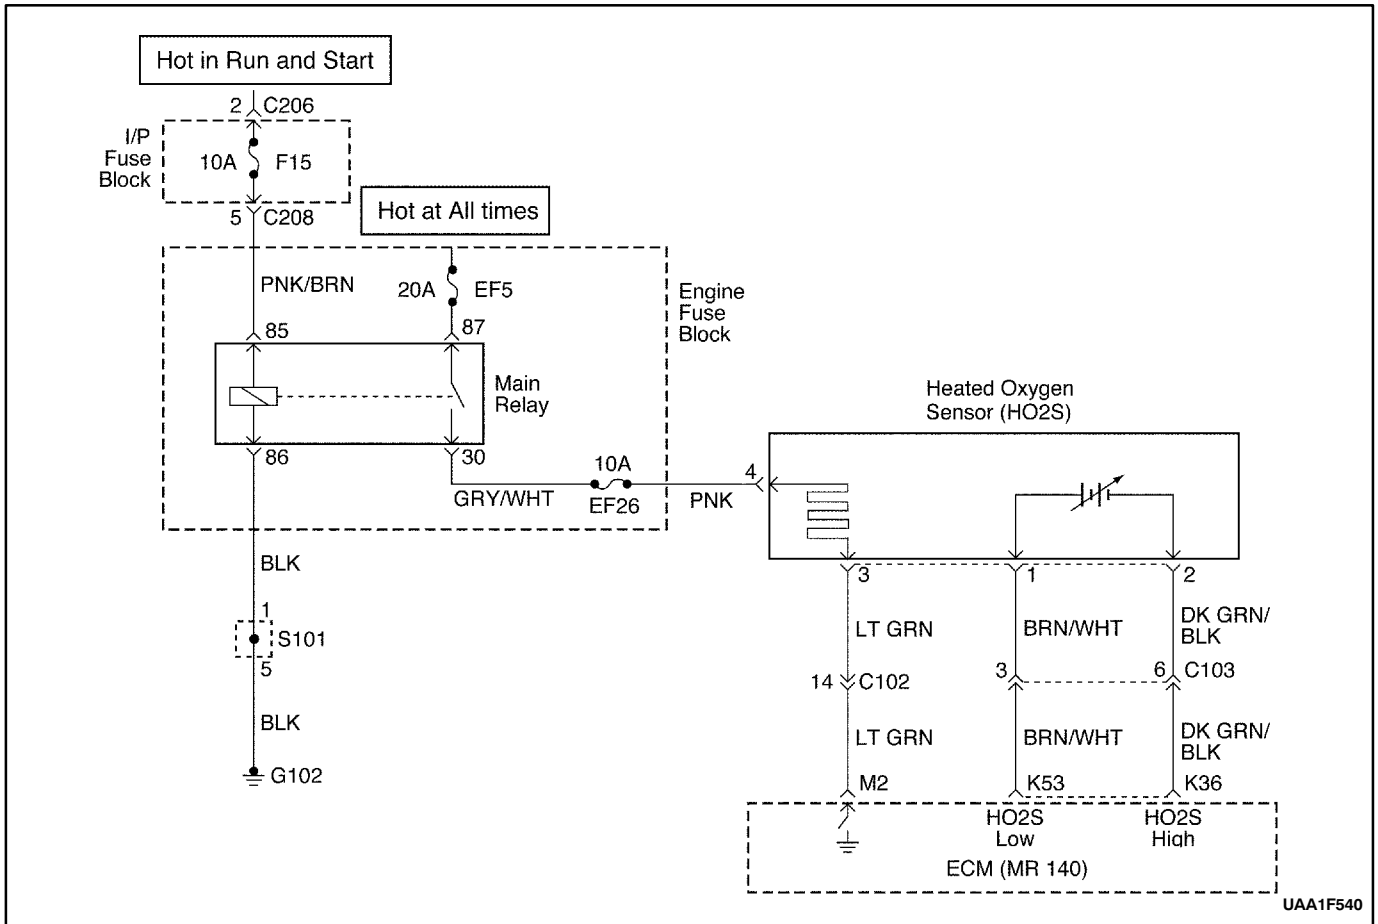 Hot in Run and Start
2 C206
I/P
Fuse
Block
10A F15
5 C208
Hot at All times
PNK/BRN
20A EF5
Engine
Fuse
Block
85
87
Main
Relay
86
30
10A
GRY/WHT
EF26
PNK
4
Heated Oxygen
Sensor (HO2S)
3
1
2
BLK
1
S101
5
BLK
G102
LT GRN
BRN/WHT
DK GRN/
BLK
14 C102
3
6 C103
LT GRN
BRN/WHT
DK GRN/
BLK
M2
K53
K36
HO2S
Low
HO2S
High
ECM (MR 140)
UAA1F540